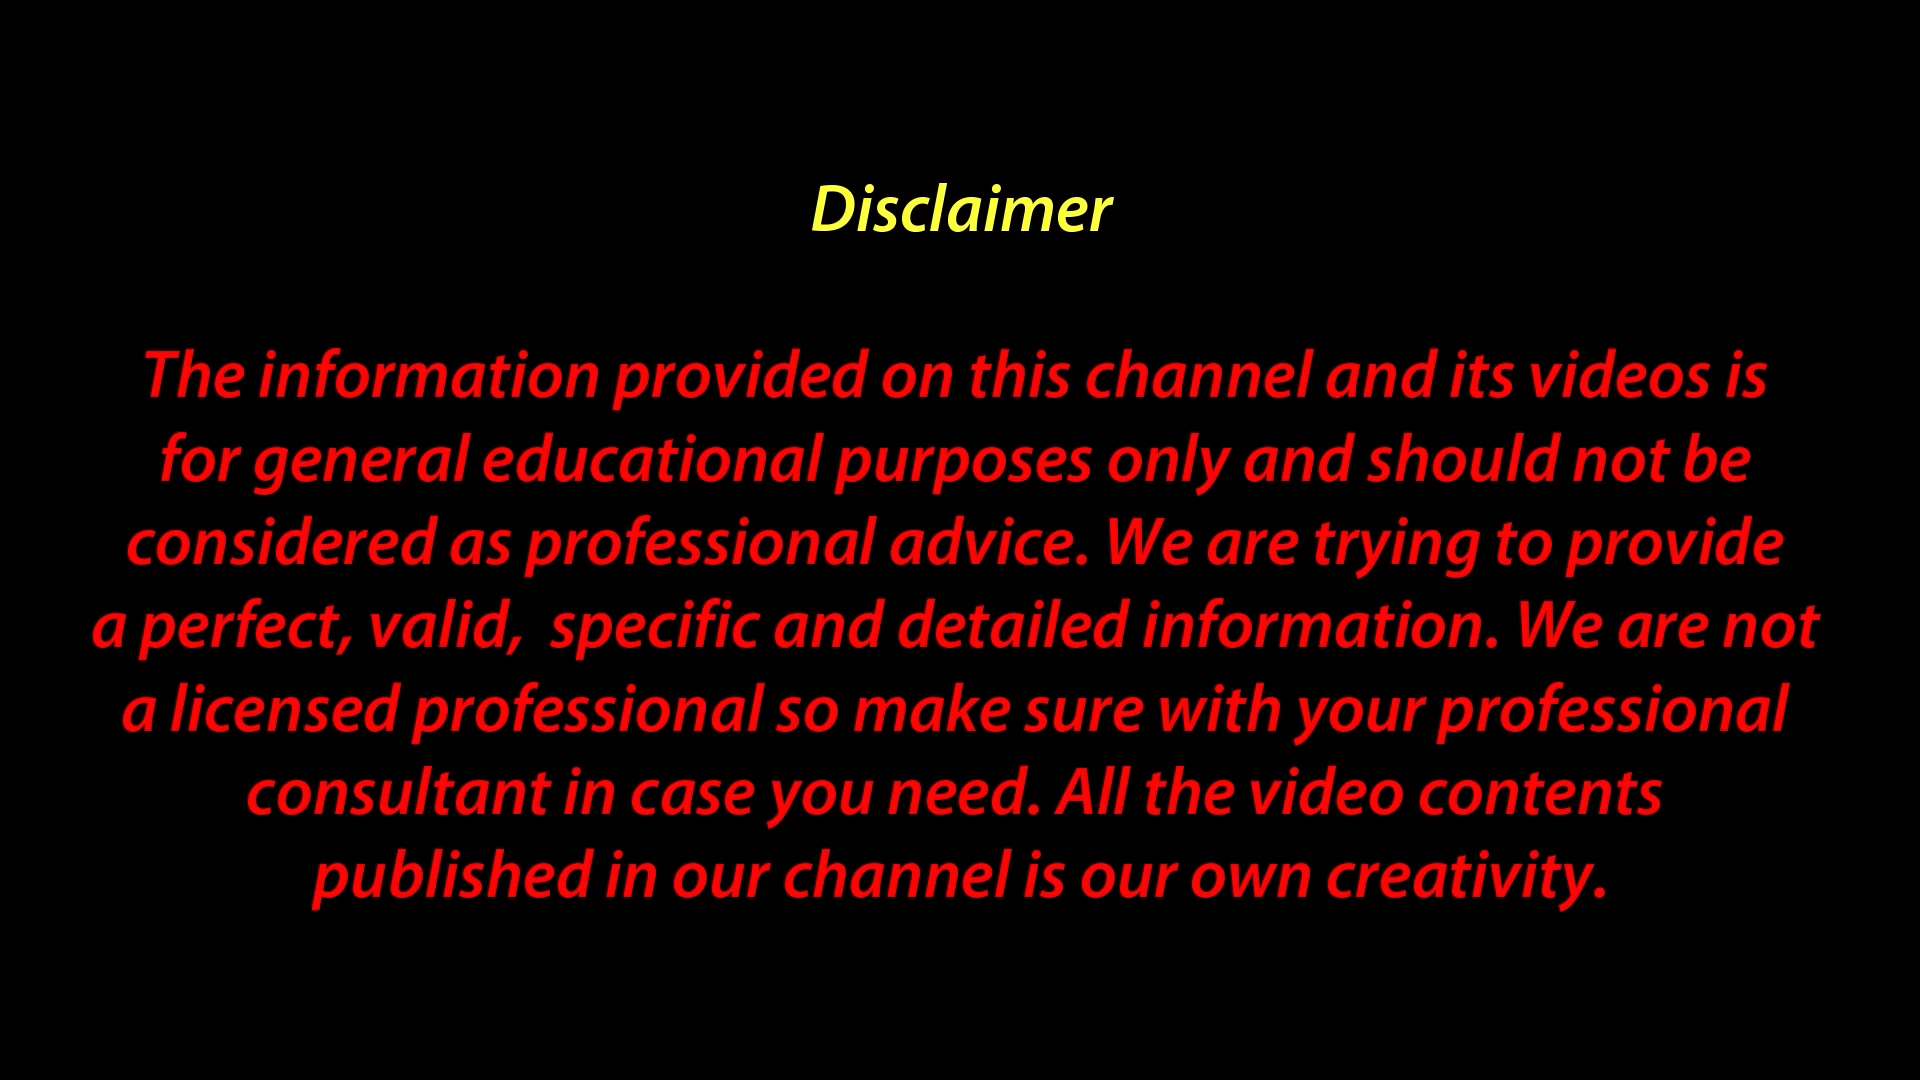 Disclaimer
The information provided on this channel and its videos is
for general educational purposes only and should not be
considered as professional advice. We are trying to provide
a perfect, valid,  specific and detailed information. We are not
a licensed professional so make sure with your professional
consultant in case you need. All the video contents
published in our channel is our own creativity.